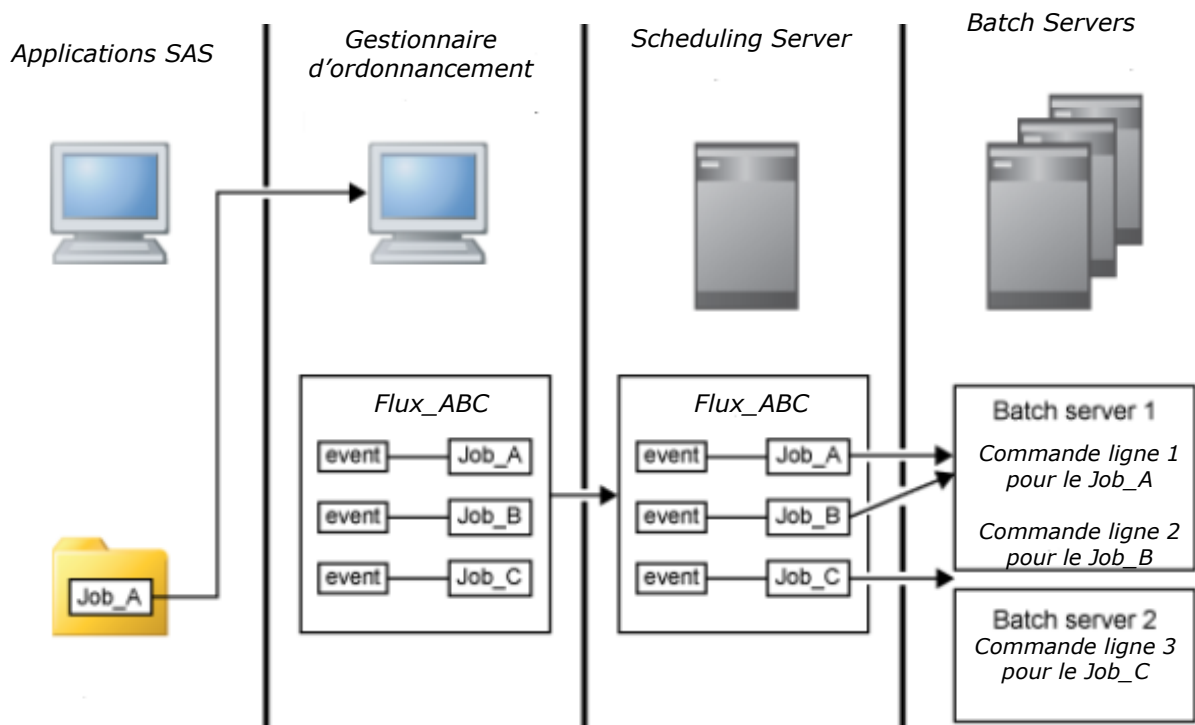 Applications SAS
Gestionnaire
d'ordonnancement
Scheduling Server
Batch Servers
Job_A
Flux_ABC
event
Job_A
event
Job_B
event
Job_C
Flux_ABC
event
Job_A
event
Job_B
event
Job_C
Batch server 1
Commande ligne 1
pour le Job_A
Commande ligne 2
pour le Job_B
Batch server 2
Commande ligne 3
pour le Job_C